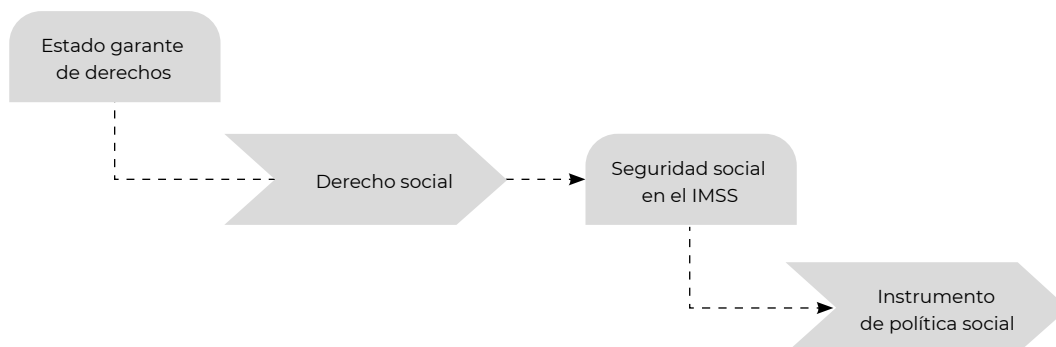 Estado garante
de derechos
Derecho social
Seguridad social
en el IMSS
Instrumento
de política social